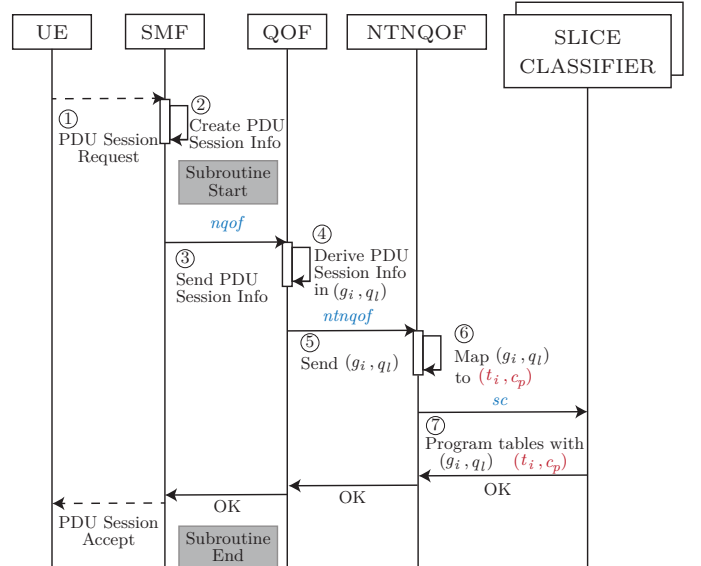 UE
SMF
QOF
NTNQOF
SLICE
CLASSIFIER
①
PDU Session
Request
②
Create PDU
Session Info
Subroutine
Start
nqof
③
Send PDU
Session Info
④
Derive PDU
Session Info
in (gᵢ, qₗ)
ntnqof
⑤
Send (gᵢ, qₗ)
⑥
Map (gᵢ, qₗ)
to (tᵢ, cₚ)
sc
⑦
Program tables with
(gᵢ, qₗ) (tᵢ, cₚ)
OK
OK
OK
PDU Session
Accept
Subroutine
End